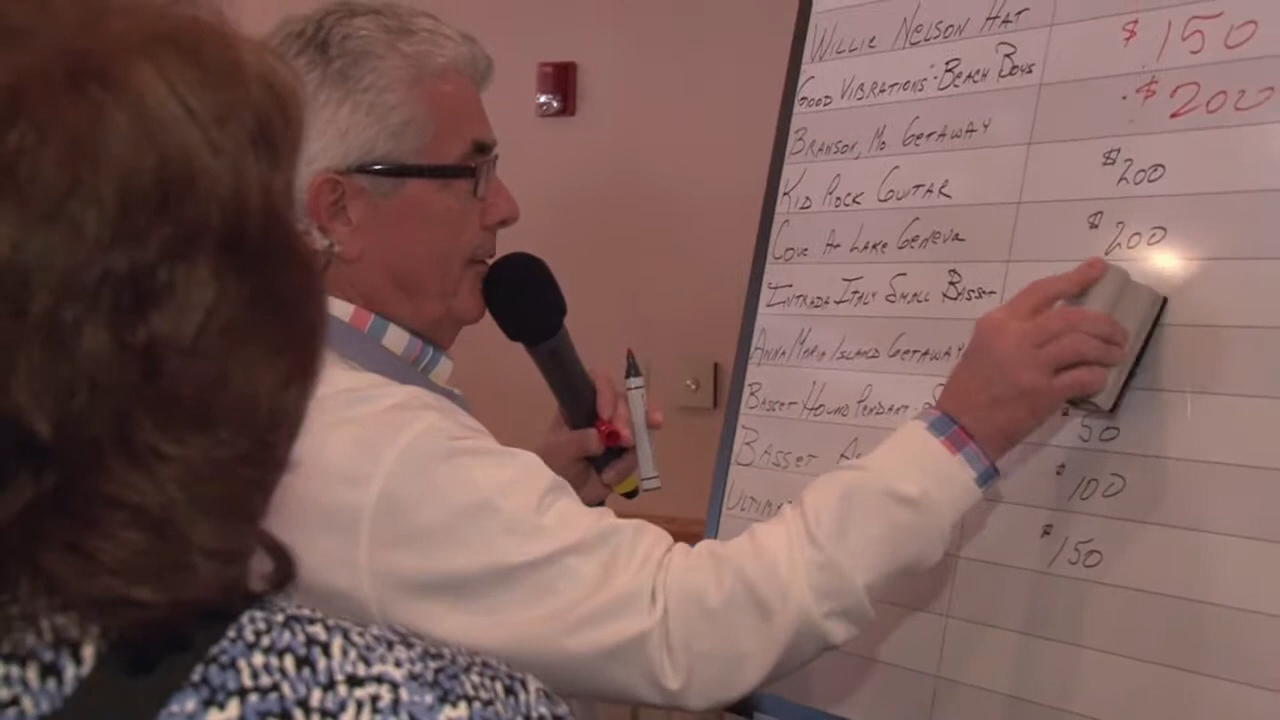 WILLIE NELSON HAT
"GOOD VIBRATIONS"-BEACH BOYS $150
BRANSON, MO GETAWAY $200
KID ROCK GUITAR $200
COVE AT LAKE GENEVA $200
INTRADA ITALY SMALL BASSET
ANNA MARIA ISLAND GETAWAY
BASSET HOUND PENDANT - $50
BASSET $100
$150